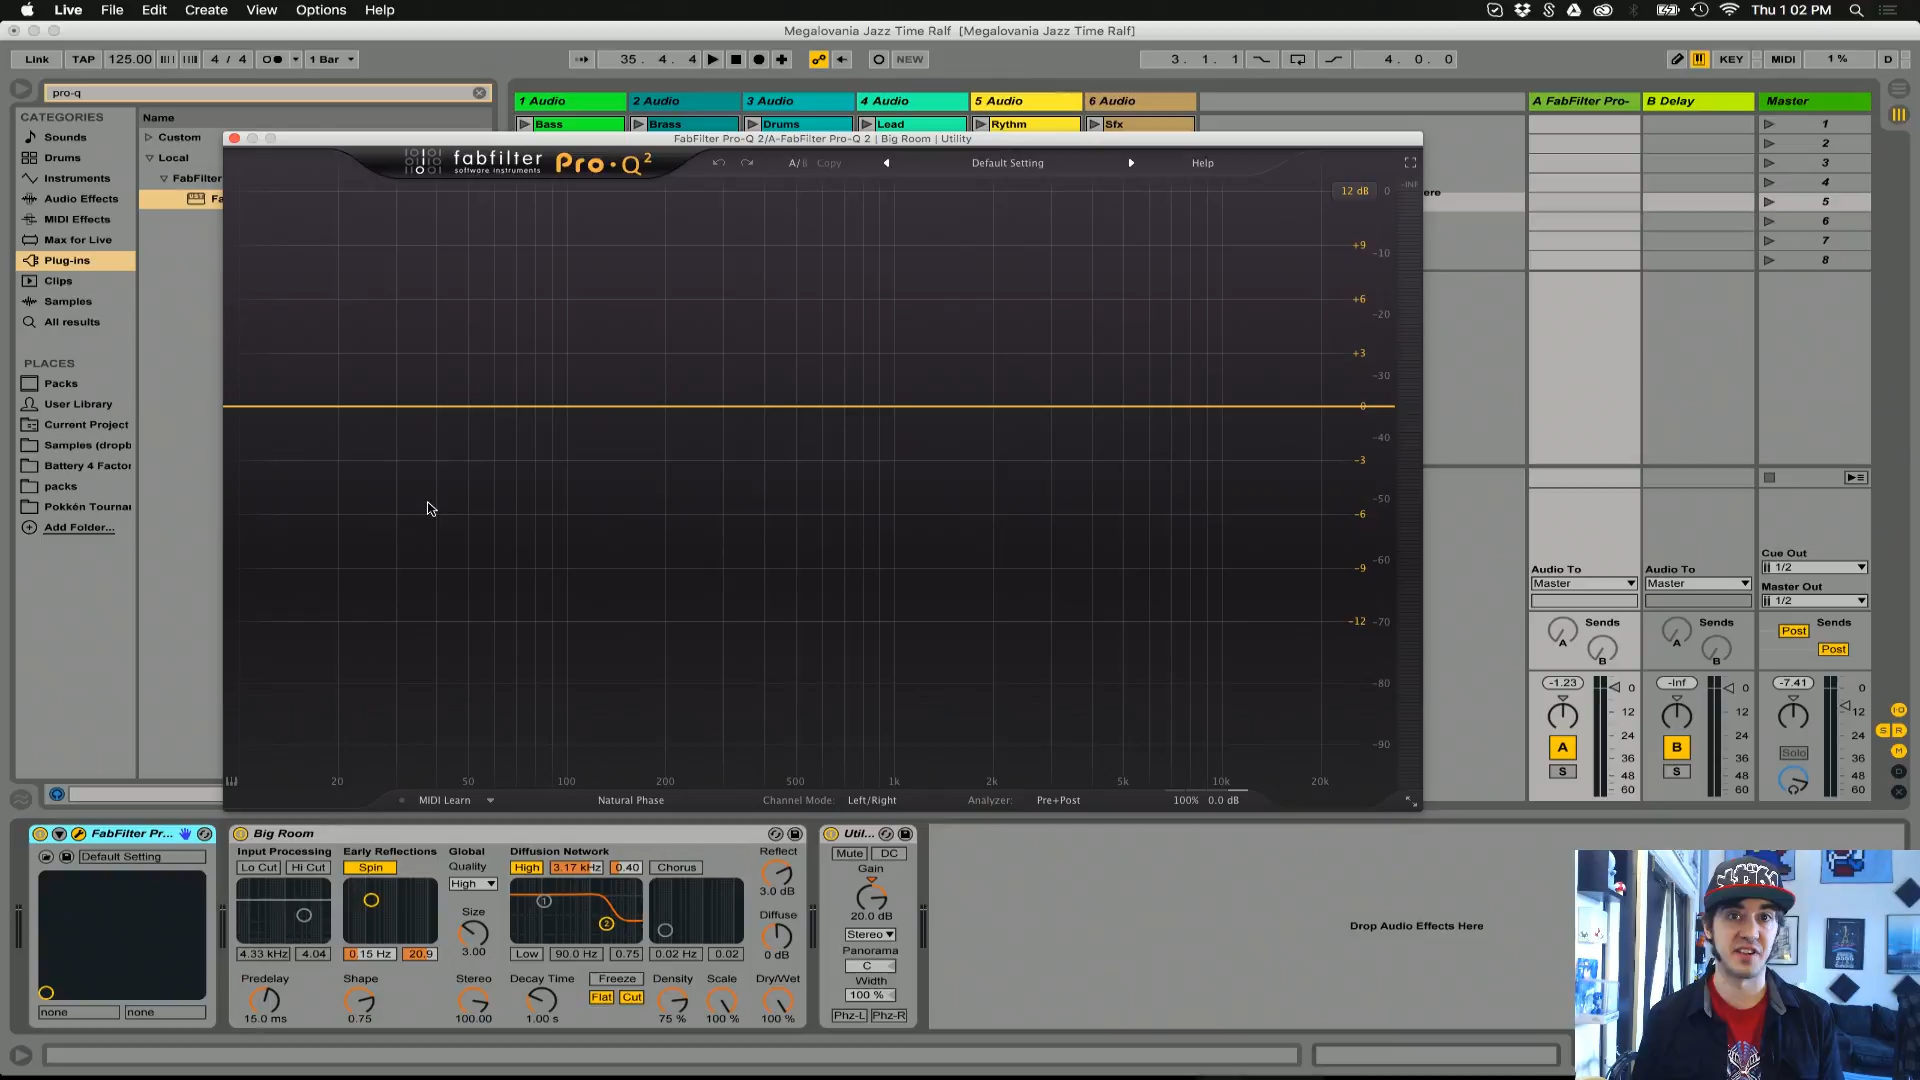 Live File Edit Create View Options Help Thu 1:02 PM
Megalovania Jazz Time Ralf [Megalovania Jazz Time Ralf]
Link TAP 125.00 4 / 4 1 Bar 35. 4. 4 NEW 3. 1. 1 4. 0. 0 KEY MIDI 1 % D
pro-q
1 Audio 2 Audio 3 Audio 4 Audio 5 Audio 6 Audio A FabFilter Pro- B Delay Master
CATEGORIES Name
Bass Brass Drums Lead Rythm Sfx 1
Sounds Custom
FabFilter Pro-Q 2/A-FabFilter Pro-Q 2 | Big Room | Utility
Drums Local
fabfilter Pro·Q²
software instruments
A/B Copy Default Setting Help
Instruments FabFilter
Audio Effects Fa
MIDI Effects
Max for Live
Plug-ins
Clips
Samples
All results
PLACES
Packs
User Library
Current Project
Samples (dropb
Battery 4 Factor
packs
Pokkén Tournar
Add Folder...
12 dB 0 -INF
ere
+9 -10
+6 -20
+3 -30
0
-40
-3
-50
-6
-60
-9
-12 -70
-80
-90
20 50 100 200 500 1k 2k 5k 10k 20k
MIDI Learn Natural Phase Channel Mode: Left/Right Analyzer: Pre+Post 100% 0.0 dB
2
3
4
5
6
7
8
Cue Out
1/2
Audio To Audio To Master Out
Master Master 1/2
Sends Sends Sends
A B A B Post Post
-1.23 -Inf -7.41
0 12 24 36 48 60
0 12 24 36 48 60
0 12 24 36 48 60
A B Solo
S S
I·O
S R
M
D
X
FabFilter Pr... Big Room Util...
Default Setting
none none
Input Processing Early Reflections Global Diffusion Network Reflect
Lo Cut Hi Cut Spin Quality High 3.17 kHz 0.40 Chorus
High 3.0 dB
1 2
Size Diffuse
3.00 0 dB
4.33 kHz 4.04 0.15 Hz 20.9 Low 90.0 Hz 0.75 0.02 Hz 0.02
Predelay Shape Stereo Decay Time Freeze Density Scale Dry/Wet
Flat Cut
15.0 ms 0.75 100.00 1.00 s 75 % 100 % 100 %
Mute DC
Gain
20.0 dB
Stereo
Panorama
C
Width
100 %
Phz-L Phz-R
Drop Audio Effects Here